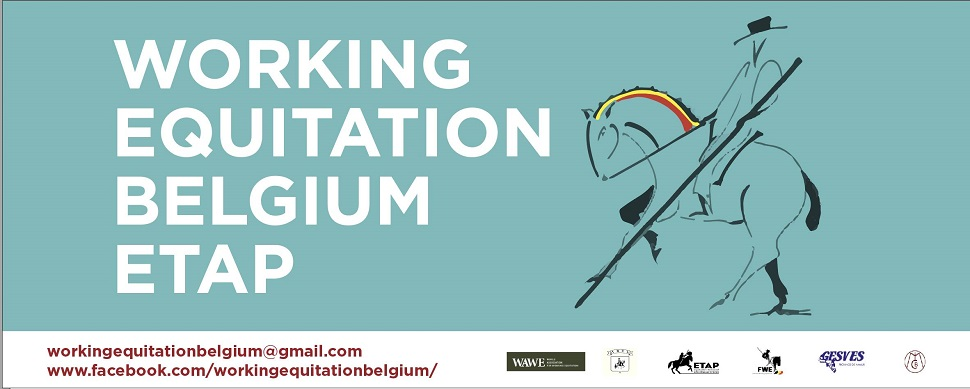 WORKING
EQUITATION
BELGIUM
ETAP
workingequitationbelgium@gmail.com
www.facebook.com/workingequitationbelgium/
WAWE
ETAP
FWE
GESVES